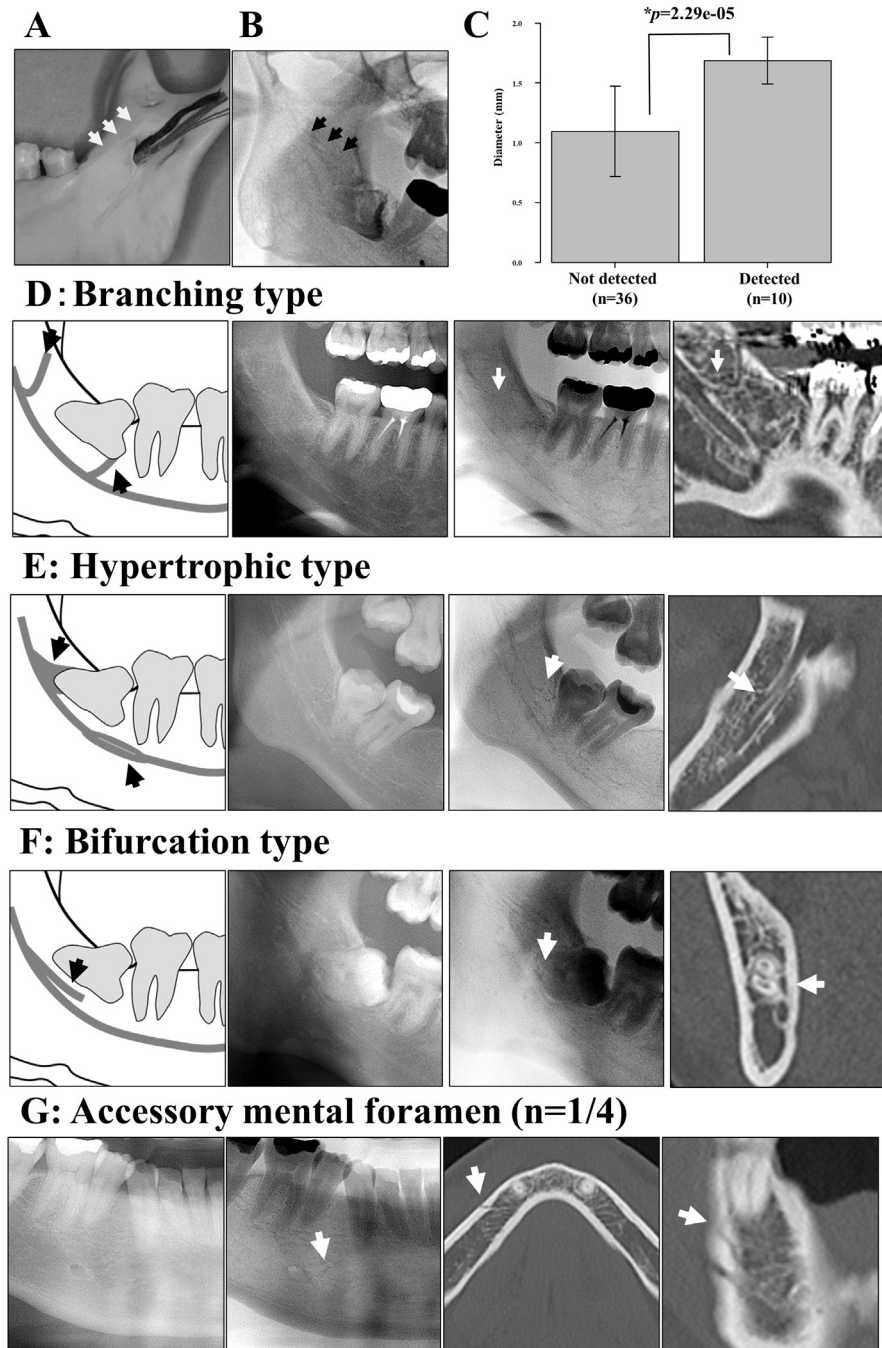 A
B
C
*p=2.29e-05
Diameter (mm)
2.0
1.5
1.0
0.5
0.0
Not detected
(n=36)
Detected
(n=10)
D:Branching type
E: Hypertrophic type
F: Bifurcation type
G: Accessory mental foramen (n=1/4)